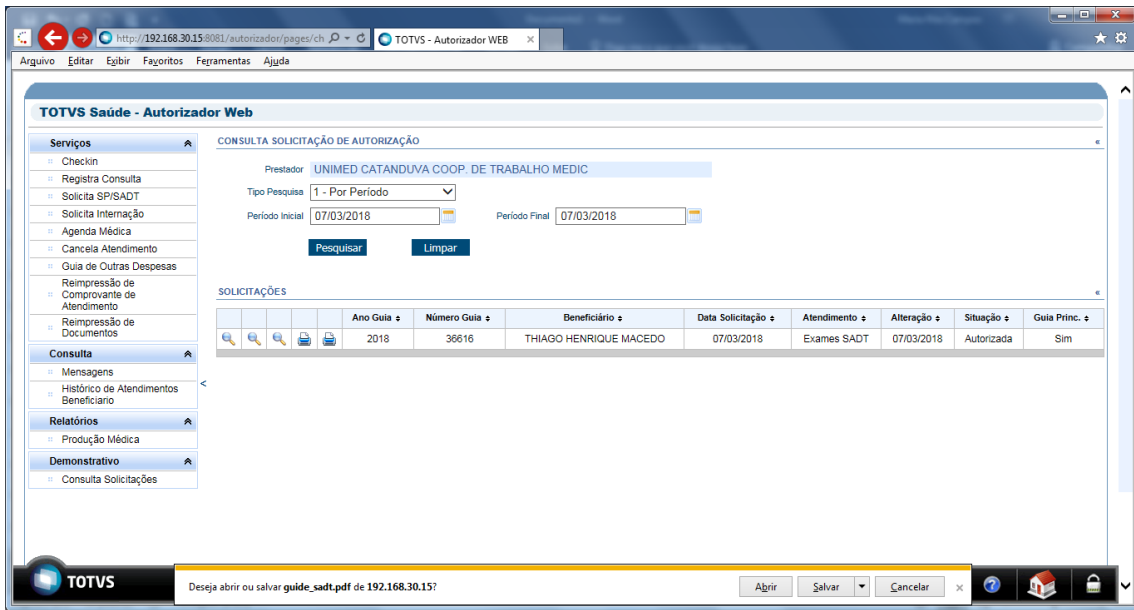 http://192.168.30.15:8081/autorizador/pages/ch
TOTVS - Autorizador WEB
Arquivo Editar Exibir Favoritos Ferramentas Ajuda
TOTVS Saúde - Autorizador Web
Serviços
Checkin
Registra Consulta
Solicita SP/SADT
Solicita Internação
Agenda Médica
Cancela Atendimento
Guia de Outras Despesas
Reimpressão de
Comprovante de
Atendimento
Reimpressão de
Documentos
Consulta
Mensagens
Histórico de Atendimentos
Beneficiario
Relatórios
Produção Médica
Demonstrativo
Consulta Solicitações
CONSULTA SOLICITAÇÃO DE AUTORIZAÇÃO
Prestador UNIMED CATANDUVA COOP. DE TRABALHO MEDIC
Tipo Pesquisa 1 - Por Período
Período Inicial 07/03/2018 Período Final 07/03/2018
Pesquisar Limpar
SOLICITAÇÕES
Ano Guia Número Guia Beneficiário Data Solicitação Atendimento Alteração Situação Guia Princ.
2018 36616 THIAGO HENRIQUE MACEDO 07/03/2018 Exames SADT 07/03/2018 Autorizada Sim
TOTVS
Deseja abrir ou salvar guide_sadt.pdf de 192.168.30.15? Abrir Salvar Cancelar